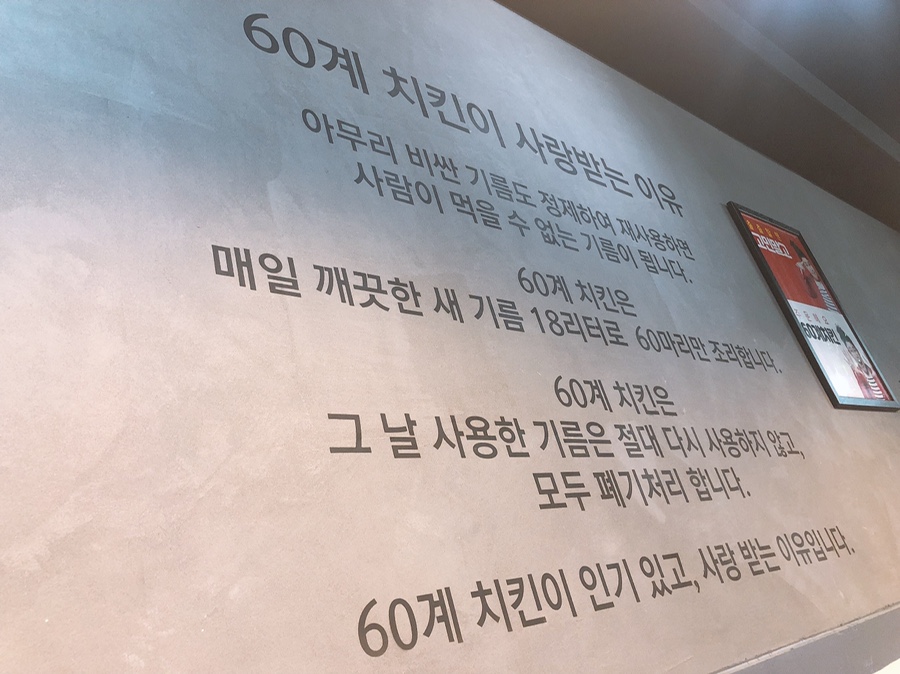 60계 치킨이 사랑받는 이유
아무리 비싼 기름도 정제하여 재사용하면
사람이 먹을 수 없는 기름이 됩니다.
60계 치킨은
매일 깨끗한 새 기름 18리터로 60마리만 조리합니다.
60계 치킨은
그 날 사용한 기름은 절대 다시 사용하지 않고,
모두 폐기처리 합니다.
60계 치킨이 인기 있고, 사랑 받는 이유입니다.
60계치킨